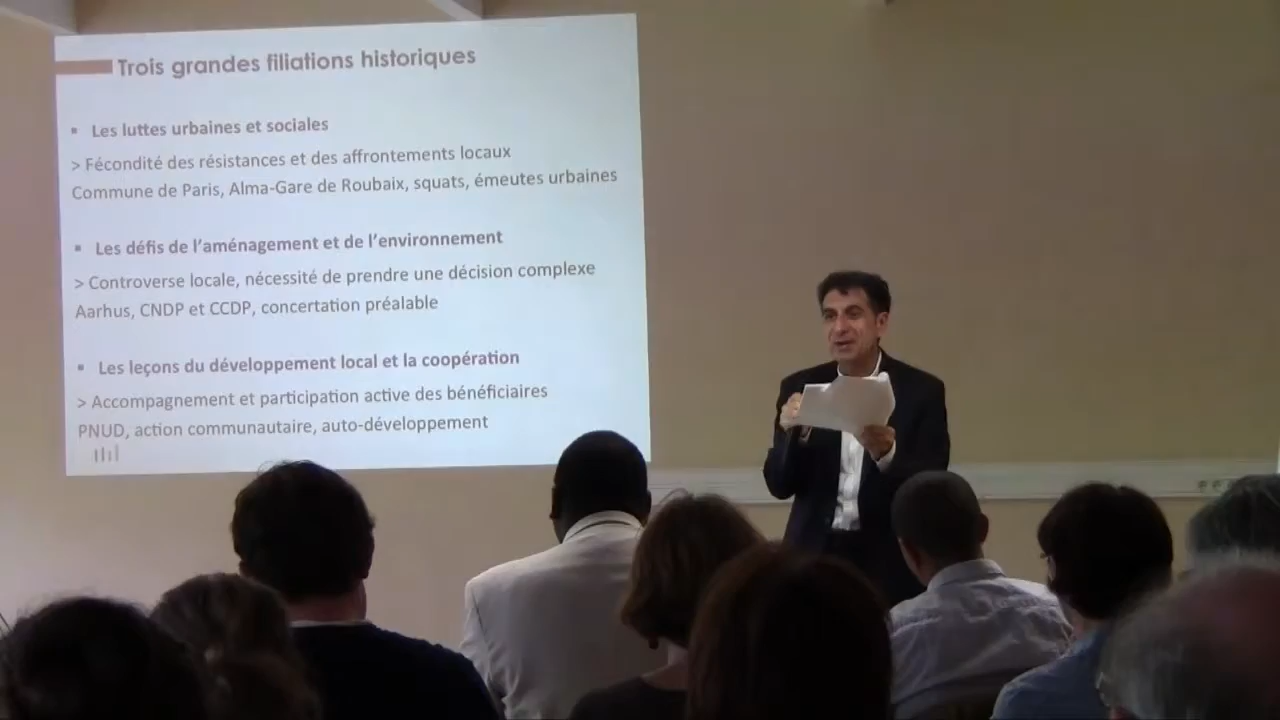 Trois grandes filiations historiques
▪ Les luttes urbaines et sociales
> Fécondité des résistances et des affrontements locaux
Commune de Paris, Alma-Gare de Roubaix, squats, émeutes urbaines
▪ Les défis de l'aménagement et de l'environnement
> Controverse locale, nécessité de prendre une décision complexe
Aarhus, CNDP et CCDP, concertation préalable
▪ Les leçons du développement local et la coopération
> Accompagnement et participation active des bénéficiaires
PNUD, action communautaire, auto-développement